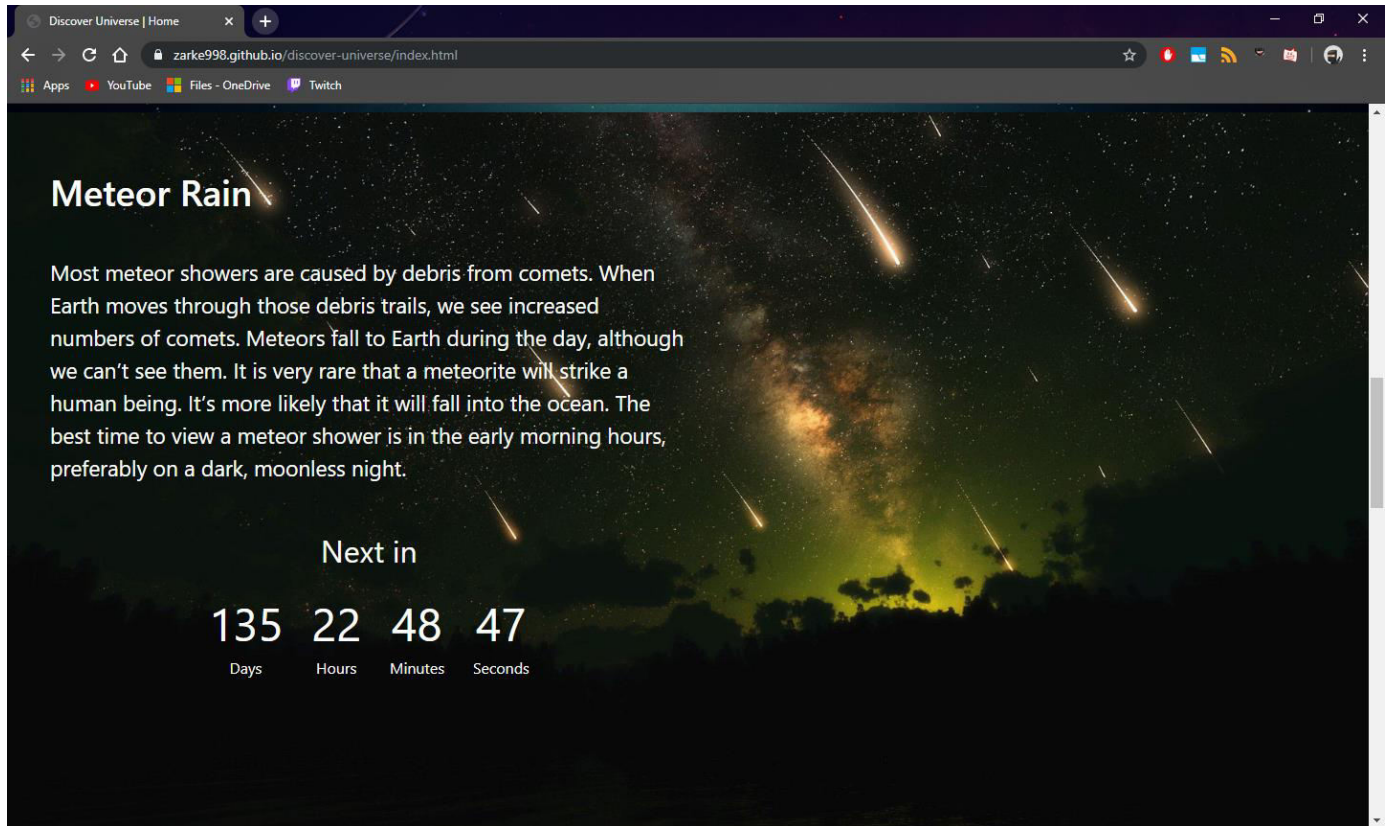 Discover Universe | Home
zarke998.github.io/discover-universe/index.html
Apps YouTube Files - OneDrive Twitch
Meteor Rain
Most meteor showers are caused by debris from comets. When
Earth moves through those debris trails, we see increased
numbers of comets. Meteors fall to Earth during the day, although
we can’t see them. It is very rare that a meteorite will strike a
human being. It’s more likely that it will fall into the ocean. The
best time to view a meteor shower is in the early morning hours,
preferably on a dark, moonless night.
Next in
135 22 48 47
Days Hours Minutes Seconds